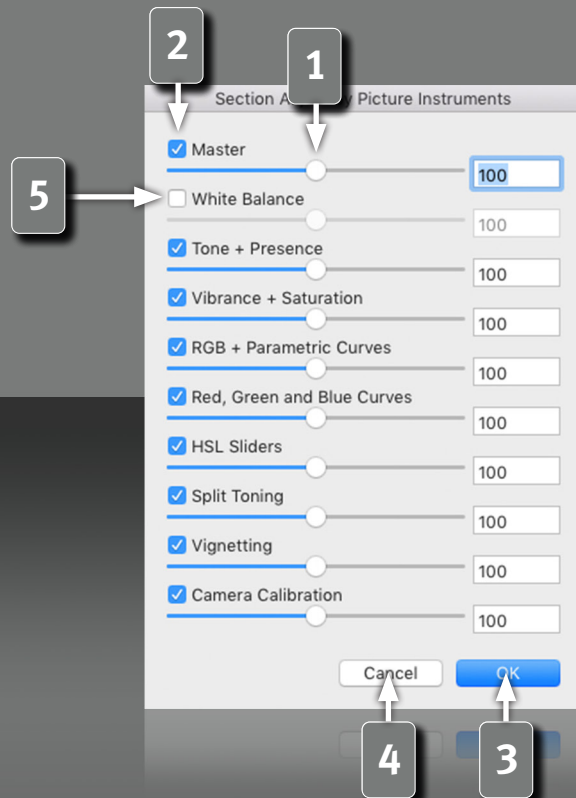 2
1
Section A y Picture Instruments
Master
100
5
White Balance
100
Tone + Presence
100
Vibrance + Saturation
100
RGB + Parametric Curves
100
Red, Green and Blue Curves
100
HSL Sliders
100
Split Toning
100
Vignetting
100
Camera Calibration
100
Cancel OK
4 3